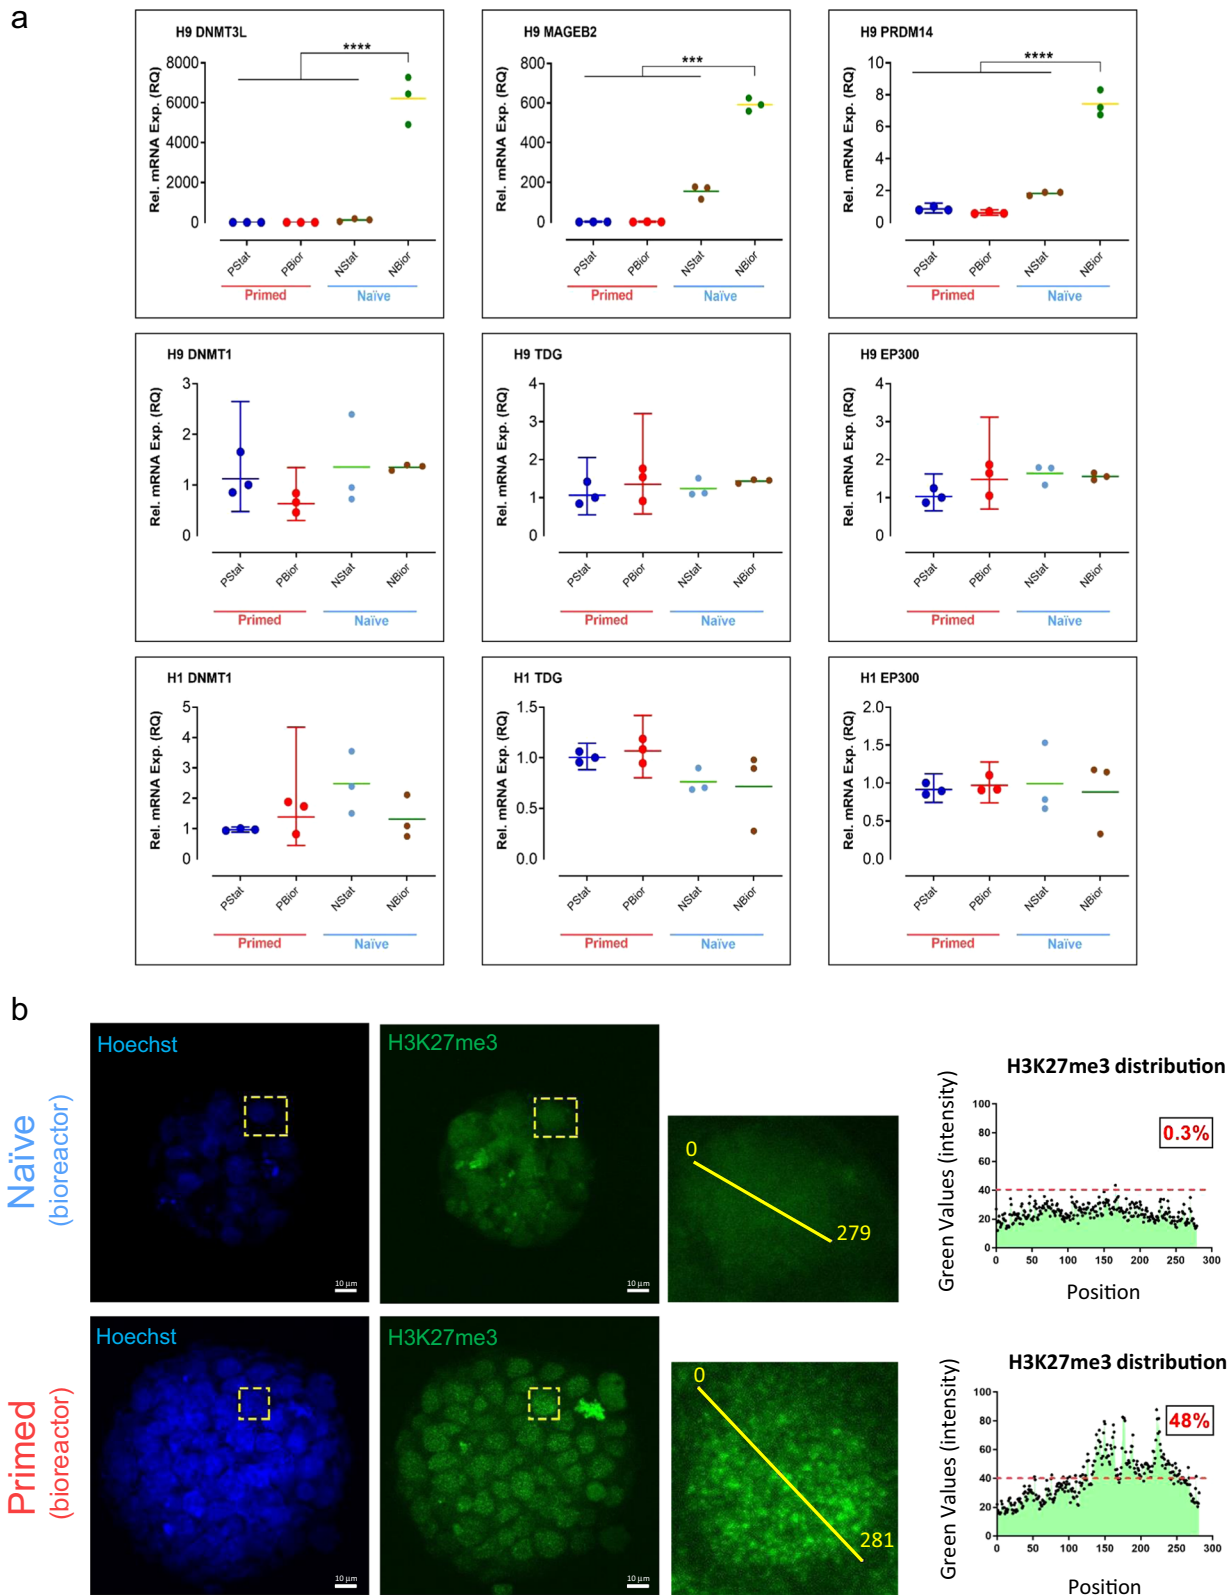 a
H9 DNMT3L
Rel. mRNA Exp. (RQ)
8000
6000
4000
2000
0
****
PStat
PBior
NStat
NBior
Primed
Naïve
H9 MAGEB2
Rel. mRNA Exp. (RQ)
800
600
400
200
0
***
PStat
PBior
NStat
NBior
Primed
Naïve
H9 PRDM14
Rel. mRNA Exp. (RQ)
10
8
6
4
2
0
****
PStat
PBior
NStat
NBior
Primed
Naïve
H9 DNMT1
Rel. mRNA Exp. (RQ)
3
2
1
0
PStat
PBior
NStat
NBior
Primed
Naïve
H9 TDG
Rel. mRNA Exp. (RQ)
4
3
2
1
0
PStat
PBior
NStat
NBior
Primed
Naïve
H9 EP300
Rel. mRNA Exp. (RQ)
4
3
2
1
0
PStat
PBior
NStat
NBior
Primed
Naïve
H1 DNMT1
Rel. mRNA Exp. (RQ)
5
4
3
2
1
0
PStat
PBior
NStat
NBior
Primed
Naïve
H1 TDG
Rel. mRNA Exp. (RQ)
1.5
1.0
0.5
0.0
PStat
PBior
NStat
NBior
Primed
Naïve
H1 EP300
Rel. mRNA Exp. (RQ)
2.0
1.5
1.0
0.5
0.0
PStat
PBior
NStat
NBior
Primed
Naïve
b
Naïve
(bioreactor)
Hoechst
10 µm
H3K27me3
10 µm
0
279
H3K27me3 distribution
Green Values (intensity)
100
80
60
40
20
0
0.3%
0 50 100 150 200 250 300
Position
Primed
(bioreactor)
Hoechst
10 µm
H3K27me3
10 µm
0
281
H3K27me3 distribution
Green Values (intensity)
100
80
60
40
20
0
48%
0 50 100 150 200 250 300
Position